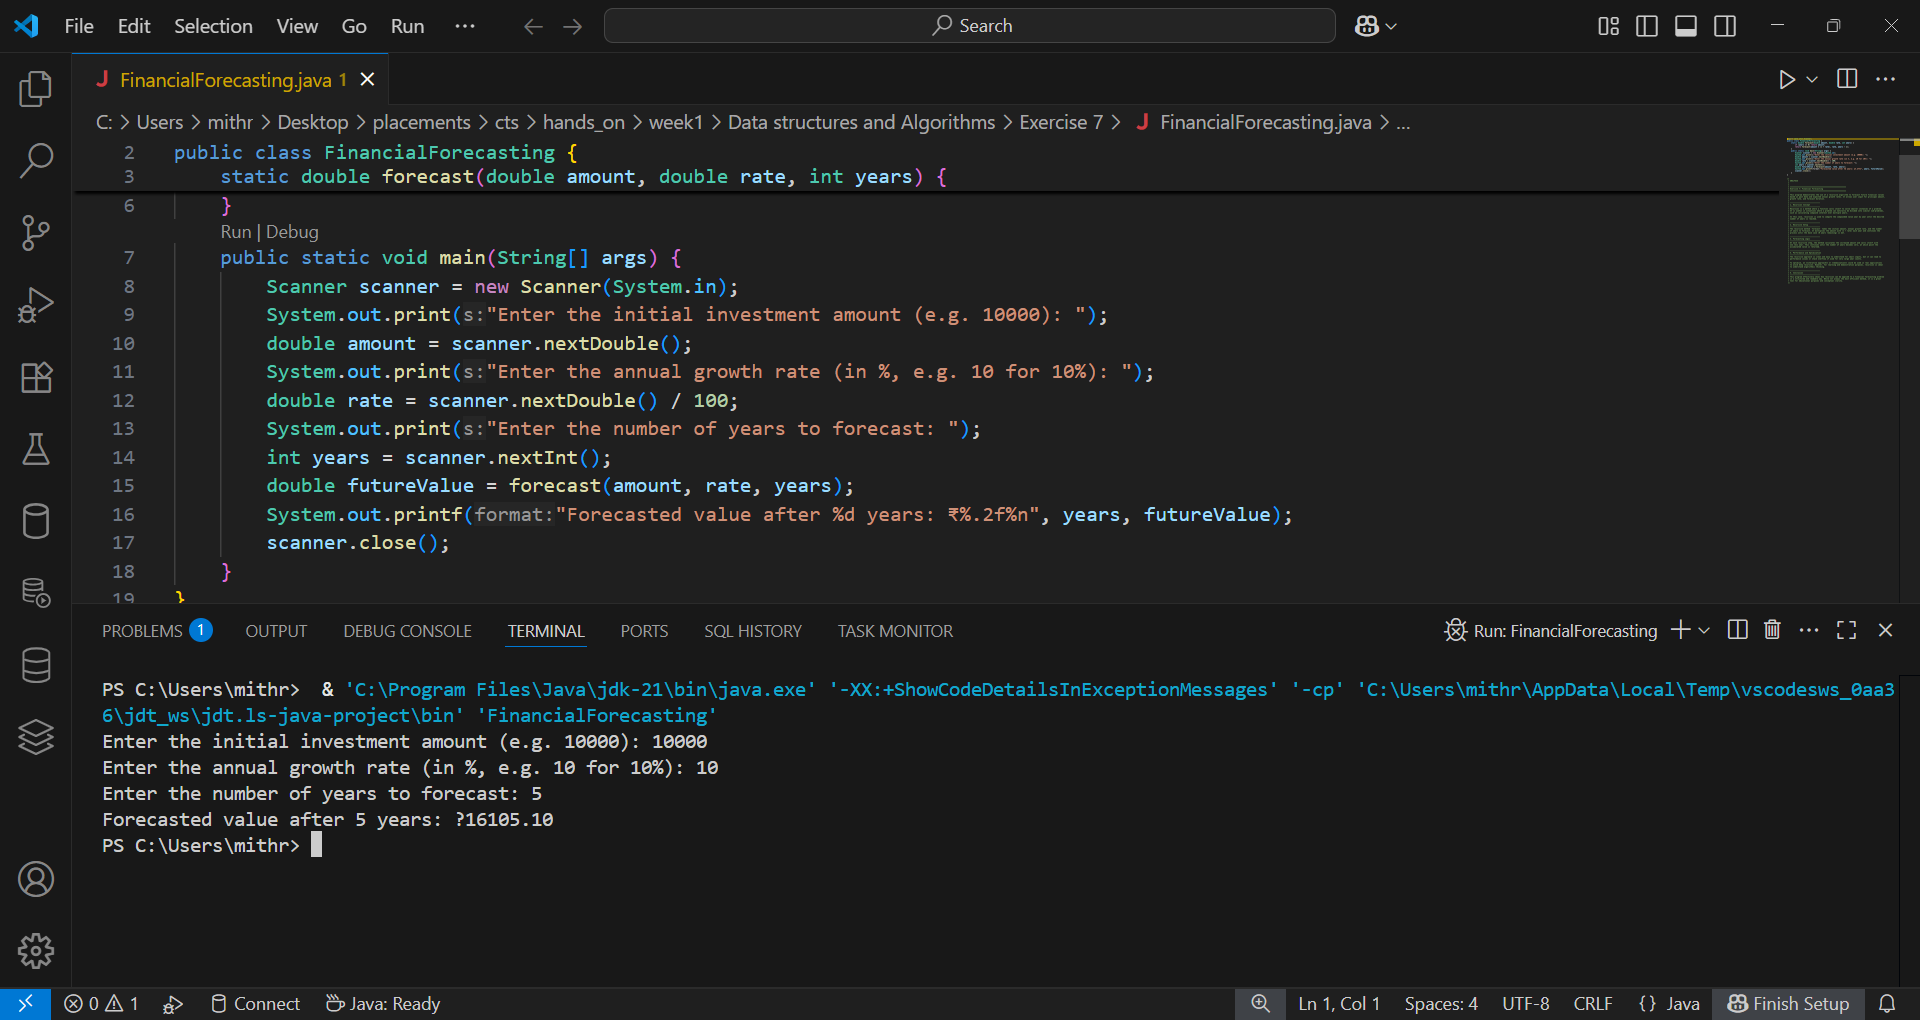 File Edit Selection View Go Run ··· Search
FinancialForecasting.java 1
C: > Users > mithr > Desktop > placements > cts > hands_on > week1 > Data structures and Algorithms > Exercise 7 > J FinancialForecasting.java > ...
2 public class FinancialForecasting {
3 static double forecast(double amount, double rate, int years) {
6 }
Run | Debug
7 public static void main(String[] args) {
8 Scanner scanner = new Scanner(System.in);
9 System.out.print(s:"Enter the initial investment amount (e.g. 10000): ");
10 double amount = scanner.nextDouble();
11 System.out.print(s:"Enter the annual growth rate (in %, e.g. 10 for 10%): ");
12 double rate = scanner.nextDouble() / 100;
13 System.out.print(s:"Enter the number of years to forecast: ");
14 int years = scanner.nextInt();
15 double futureValue = forecast(amount, rate, years);
16 System.out.printf(format:"Forecasted value after %d years: ₹%.2f%n", years, futureValue);
17 scanner.close();
18 }
19 }
PROBLEMS 1 OUTPUT DEBUG CONSOLE TERMINAL PORTS SQL HISTORY TASK MONITOR Run: FinancialForecasting
PS C:\Users\mithr>  & 'C:\Program Files\Java\jdk-21\bin\java.exe' '-XX:+ShowCodeDetailsInExceptionMessages' '-cp' 'C:\Users\mithr\AppData\Local\Temp\vscodesws_0aa3
6\jdt_ws\jdt.ls-java-project\bin' 'FinancialForecasting'
Enter the initial investment amount (e.g. 10000): 10000
Enter the annual growth rate (in %, e.g. 10 for 10%): 10
Enter the number of years to forecast: 5
Forecasted value after 5 years: ?16105.10
PS C:\Users\mithr>
0 1 Connect Java: Ready Ln 1, Col 1 Spaces: 4 UTF-8 CRLF {} Java Finish Setup